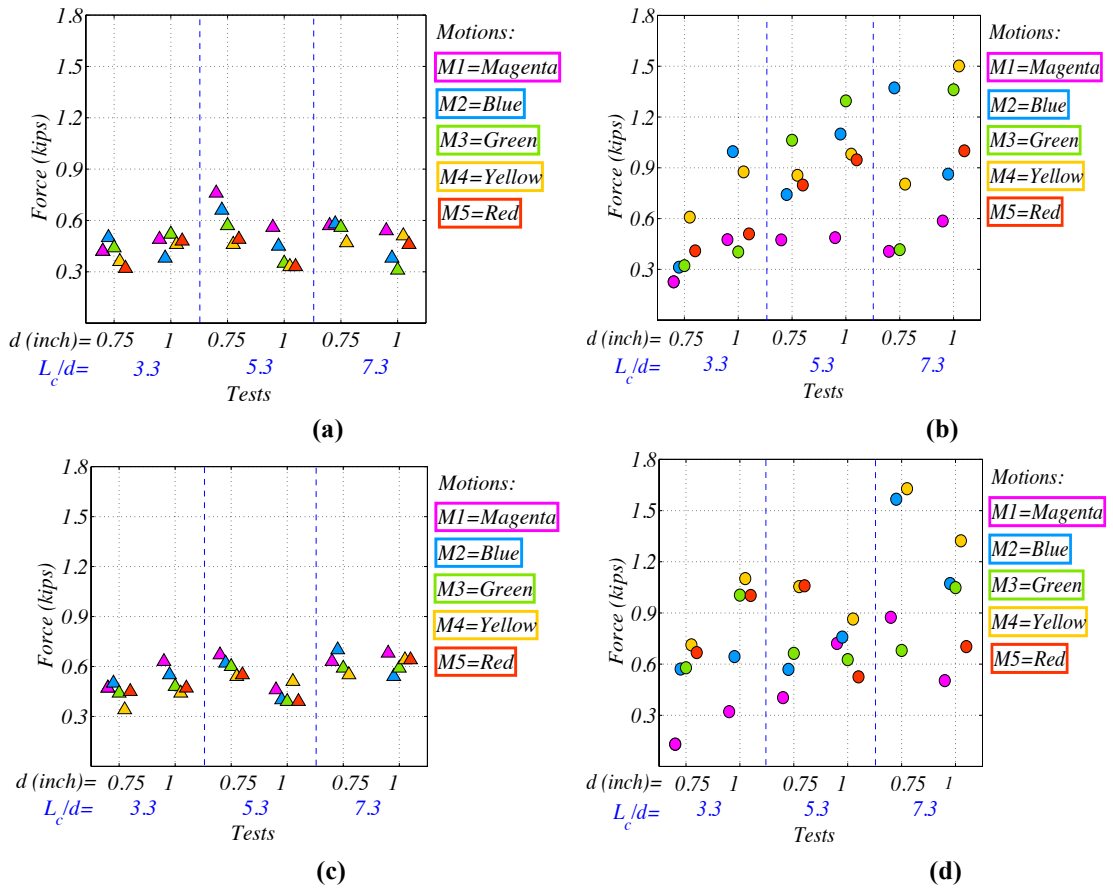 1.8
1.5
1.2
0.9
0.6
0.3
Force (kips)
Motions:
M1=Magenta
M2=Blue
M3=Green
M4=Yellow
M5=Red
d (inch)= 0.75 1 0.75 1 0.75 1
L_c/d= 3.3 5.3 7.3
Tests
(a)
1.8
1.5
1.2
0.9
0.6
0.3
Force (kips)
Motions:
M1=Magenta
M2=Blue
M3=Green
M4=Yellow
M5=Red
d (inch)= 0.75 1 0.75 1 0.75 1
L_c/d= 3.3 5.3 7.3
Tests
(b)
1.8
1.5
1.2
0.9
0.6
0.3
Force (kips)
Motions:
M1=Magenta
M2=Blue
M3=Green
M4=Yellow
M5=Red
d (inch)= 0.75 1 0.75 1 0.75 1
L_c/d= 3.3 5.3 7.3
Tests
(c)
1.8
1.5
1.2
0.9
0.6
0.3
Force (kips)
Motions:
M1=Magenta
M2=Blue
M3=Green
M4=Yellow
M5=Red
d (inch)= 0.75 1 0.75 1 0.75 1
L_c/d= 3.3 5.3 7.3
Tests
(d)